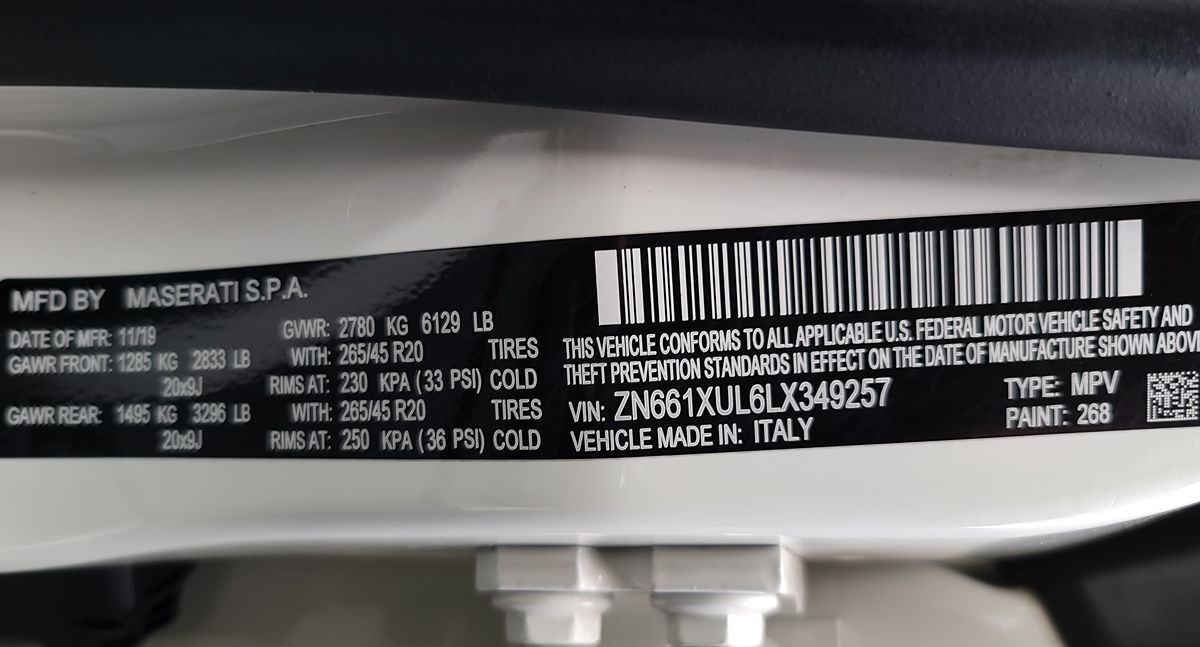 MFD BY MASERATI S.P.A.
DATE OF MFR: 11/19 GVWR: 2780 KG 6129 LB
GAWR FRONT: 1285 KG 2833 LB WITH: 265/45 R20 TIRES
20x9J RIMS AT: 230 KPA (33 PSI) COLD
GAWR REAR: 1495 KG 3296 LB WITH: 265/45 R20 TIRES
20x9J RIMS AT: 250 KPA (36 PSI) COLD
THIS VEHICLE CONFORMS TO ALL APPLICABLE U.S. FEDERAL MOTOR VEHICLE SAFETY AND
THEFT PREVENTION STANDARDS IN EFFECT ON THE DATE OF MANUFACTURE SHOWN ABOVE
VIN: ZN661XUL6LX349257 TYPE: MPV
VEHICLE MADE IN: ITALY PAINT: 268